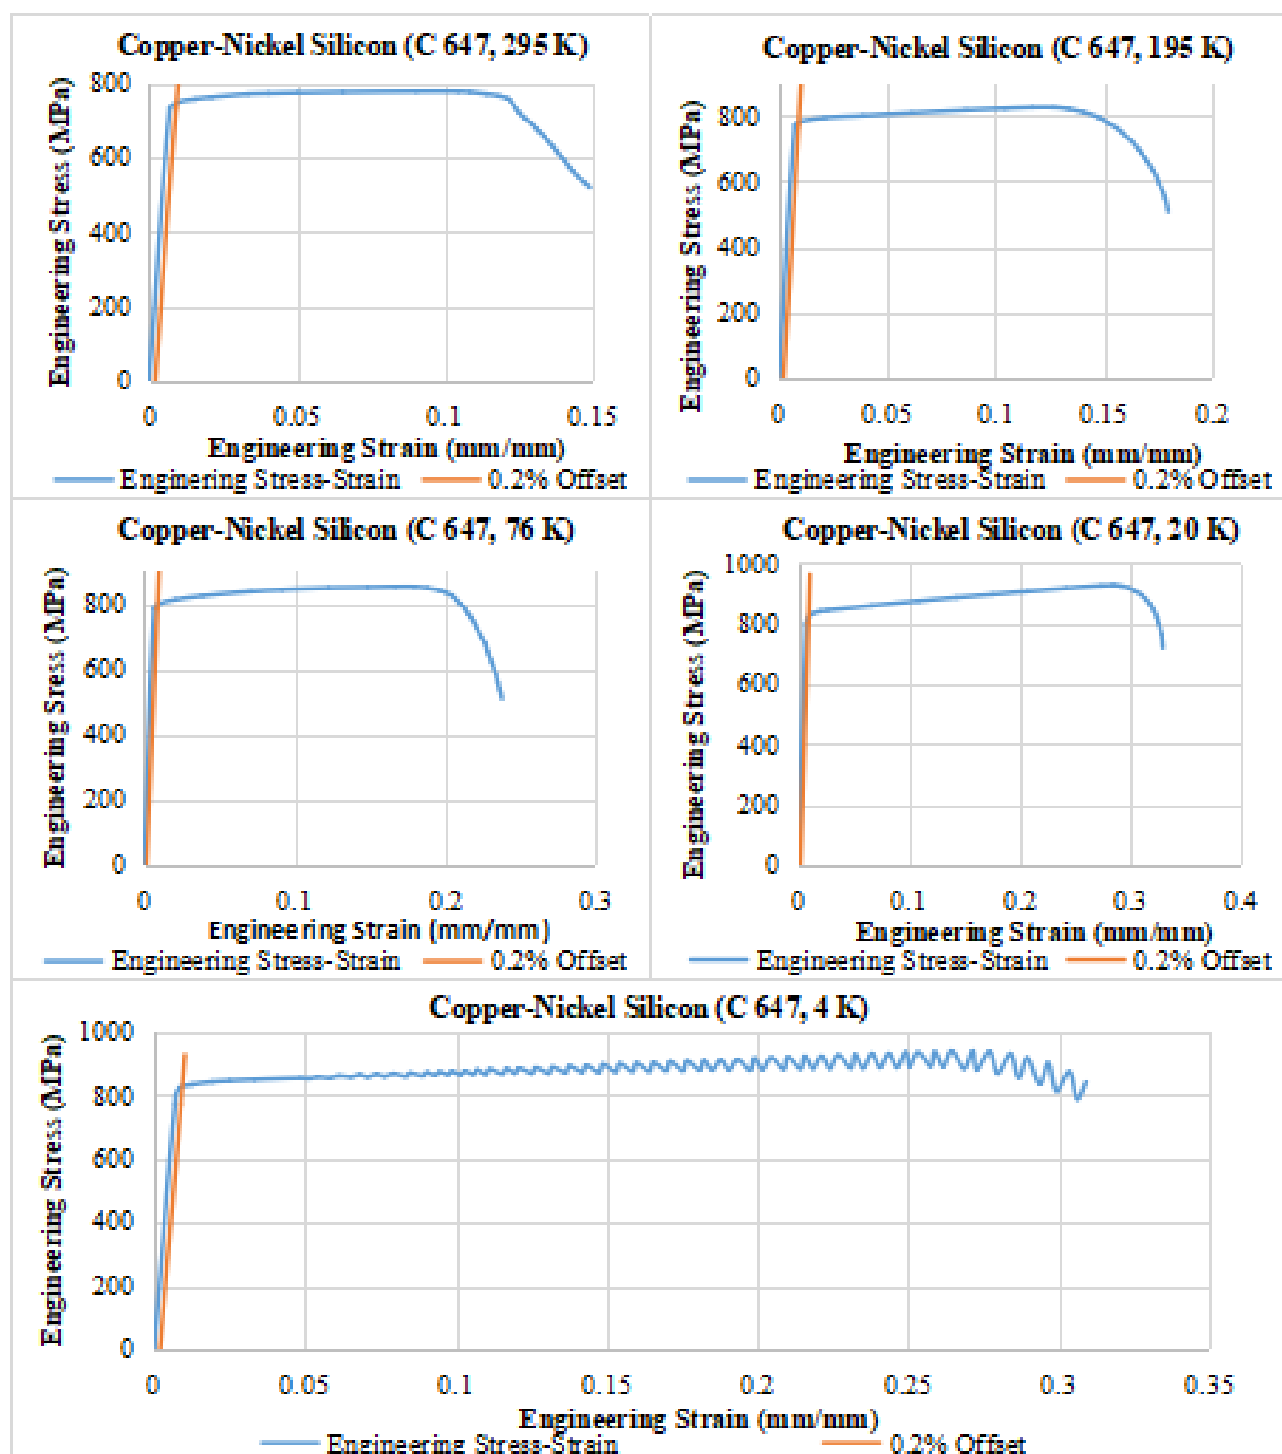 Copper-Nickel Silicon (C 647, 295 K)
Engineering Stress (MPa)
800
600
400
200
0
0 0.05 0.1 0.15
Engineering Strain (mm/mm)
Enginering Stress-Strain 0.2% Offset
Copper-Nickel Silicon (C 647, 195 K)
Engineering Stress (MPa)
800
600
400
200
0
0 0.05 0.1 0.15 0.2
Engineering Strain (mm/mm)
Enginering Stress-Strain 0.2% Offset
Copper-Nickel Silicon (C 647, 76 K)
Engineering Sress (MPa)
800
600
400
200
0
0 0.1 0.2 0.3
Engineering Strain (mm/mm)
Engineering Stress-Strain 0.2% Offset
Copper-Nickel Silicon (C 647, 20 K)
Engineering Stress (MPa)
1000
800
600
400
200
0
0 0.1 0.2 0.3 0.4
Engineering Strain (mm/mm)
Engineering Stress-Strain 0.2% Offset
Copper-Nickel Silicon (C 647, 4 K)
Engineering Stress (MPa)
1000
800
600
400
200
0
0 0.05 0.1 0.15 0.2 0.25 0.3 0.35
Engineering Strain (mm/mm)
Engineering Stress-Strain 0.2% Offset